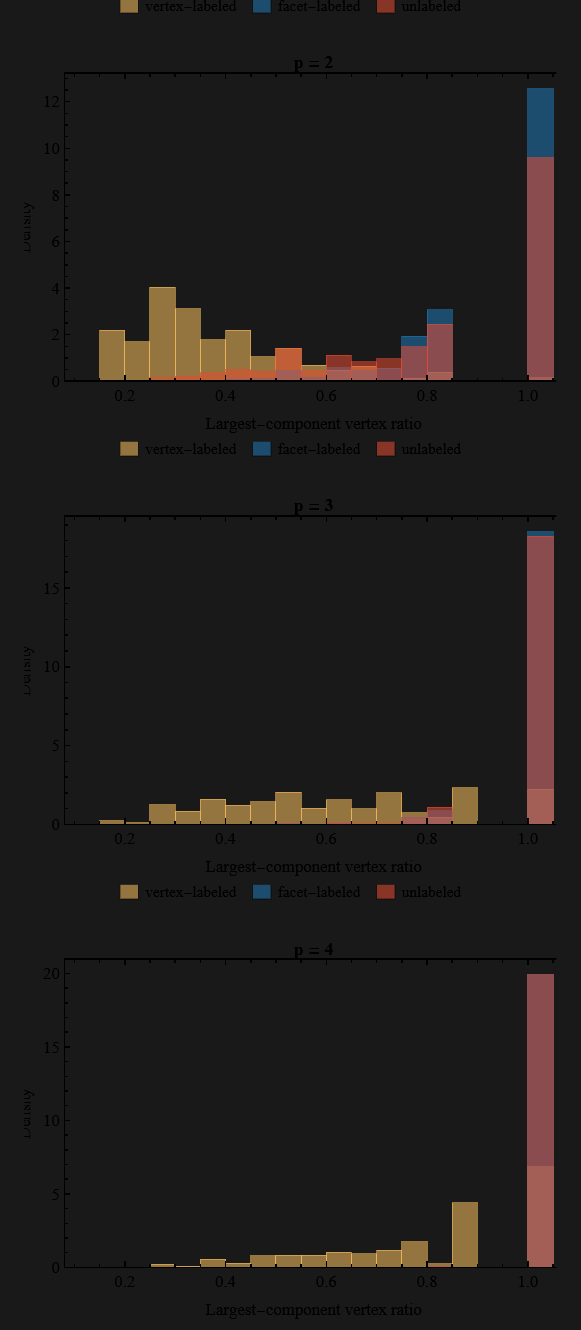 vertex-labeled facet-labeled unlabeled
p = 2
12
10
8
6
4
2
0
Density
0.2 0.4 0.6 0.8 1.0
Largest-component vertex ratio
vertex-labeled facet-labeled unlabeled
p = 3
15
10
5
0
Density
0.2 0.4 0.6 0.8 1.0
Largest-component vertex ratio
vertex-labeled facet-labeled unlabeled
p = 4
20
15
10
5
0
Density
0.2 0.4 0.6 0.8 1.0
Largest-component vertex ratio